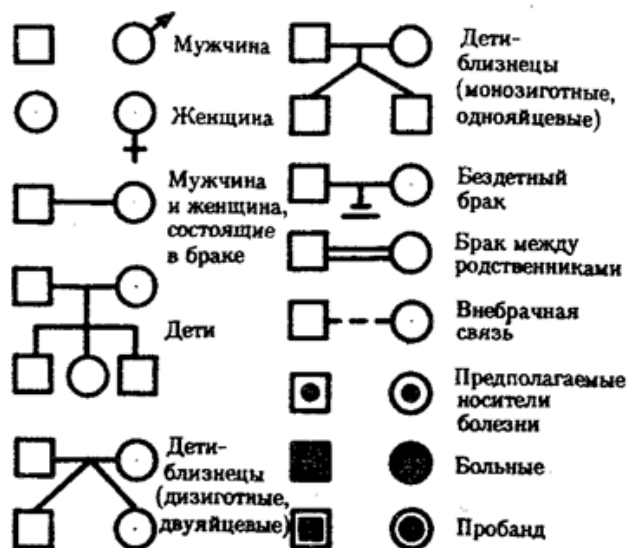 Мужчина
Женщина
Мужчина
и женщина,
состоящие
в браке
Дети
Дети-
близнецы
(дизиготные,
двуяйцевые)
Дети-
близнецы
(монозиготные,
однояйцевые)
Бездетный
брак
Брак между
родственниками
Внебрачная
связь
Предполагаемые
носители
болезни
Больные
Пробанд